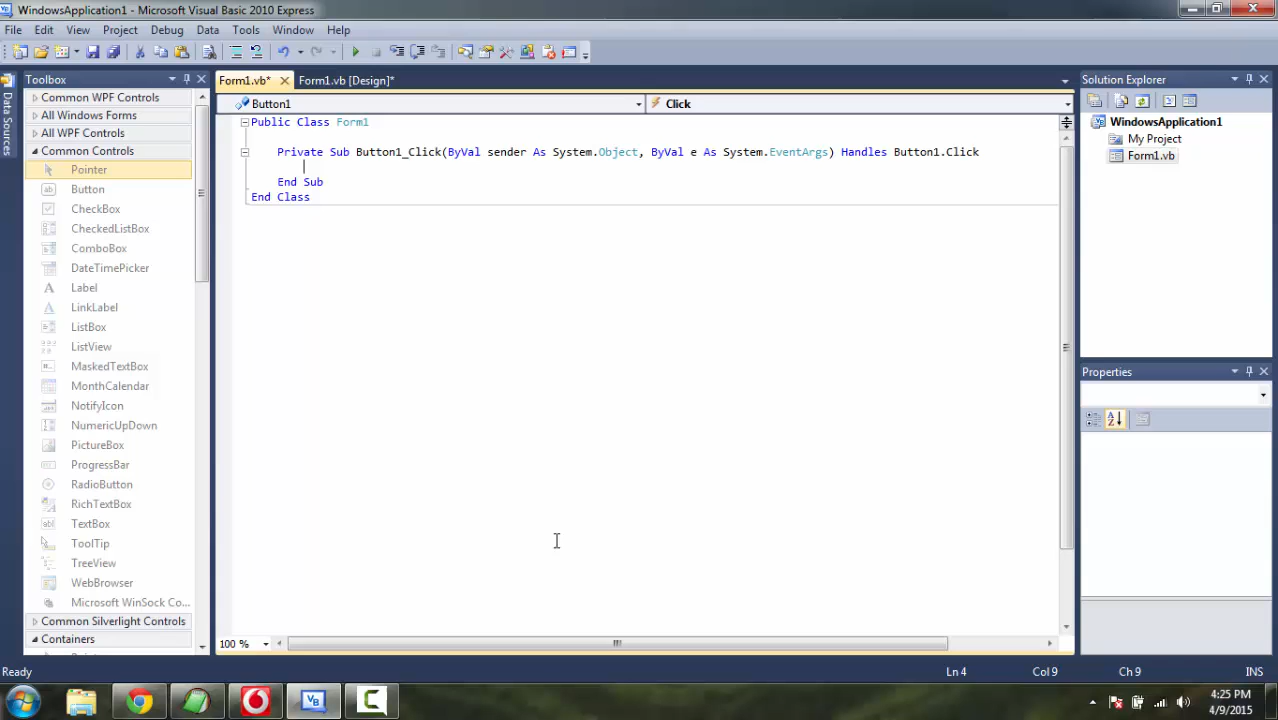 WindowsApplication1 - Microsoft Visual Basic 2010 Express
File Edit View Project Debug Data Tools Window Help
Data Sources
Toolbox
Common WPF Controls
All Windows Forms
All WPF Controls
Common Controls
Pointer
Button
CheckBox
CheckedListBox
ComboBox
DateTimePicker
Label
LinkLabel
ListBox
ListView
MaskedTextBox
MonthCalendar
NotifyIcon
NumericUpDown
PictureBox
ProgressBar
RadioButton
RichTextBox
TextBox
ToolTip
TreeView
WebBrowser
Microsoft WinSock Co...
Common Silverlight Controls
Containers
Form1.vb* Form1.vb [Design]*
Button1 Click
Public Class Form1
Private Sub Button1_Click(ByVal sender As System.Object, ByVal e As System.EventArgs) Handles Button1.Click
End Sub
End Class
100 %
Solution Explorer
WindowsApplication1
My Project
Form1.vb
Properties
Ready Ln 4 Col 9 Ch 9 INS
4:25 PM
4/9/2015